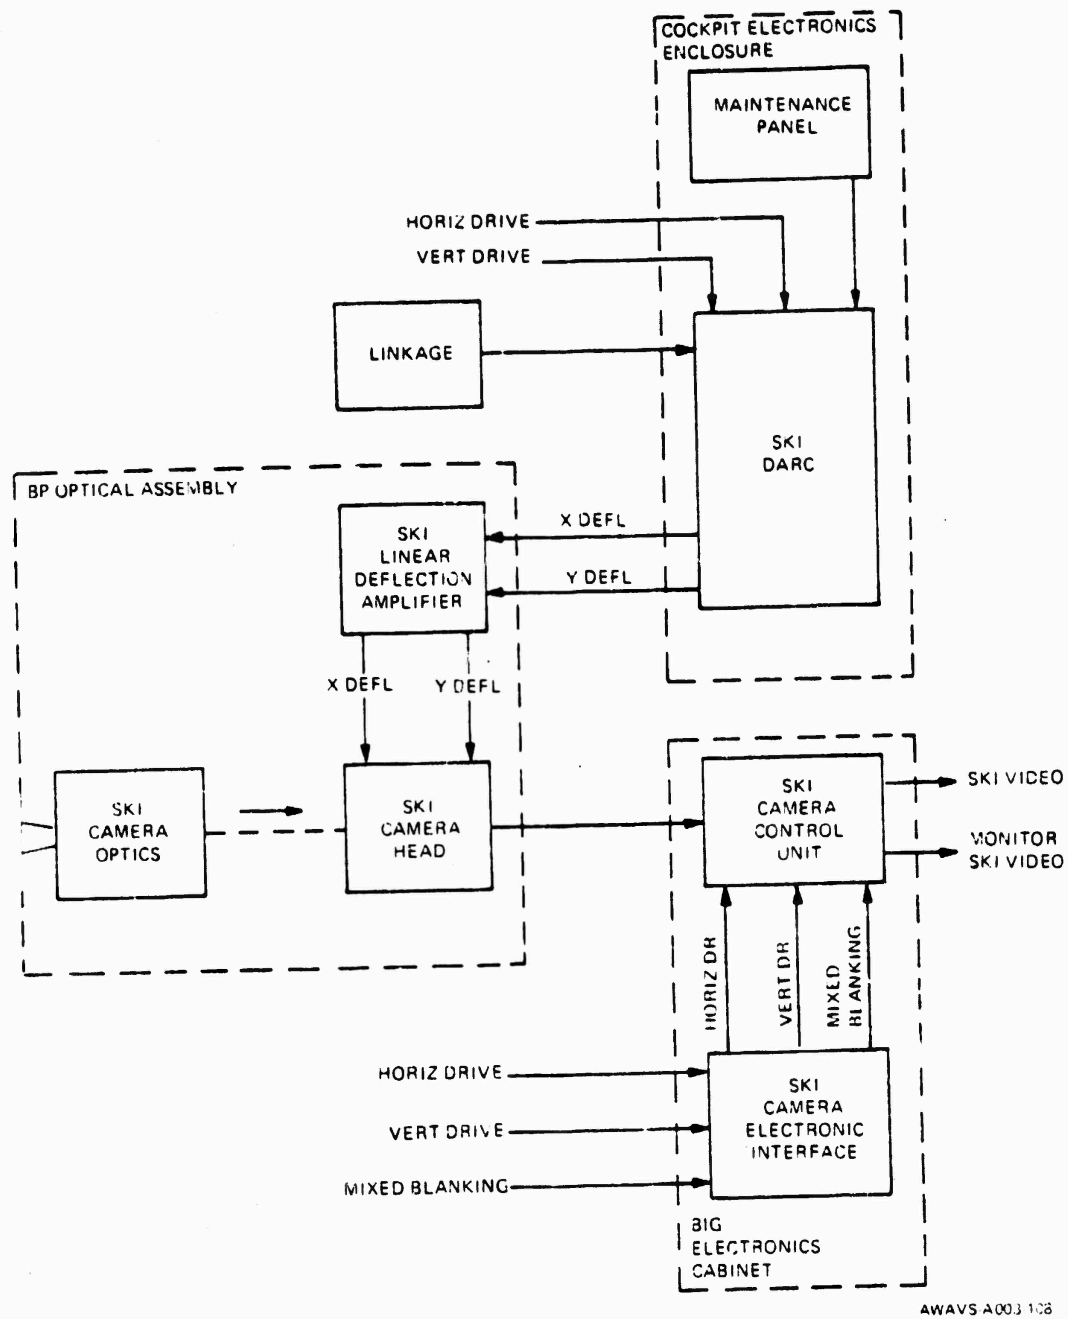 COCKPIT ELECTRONICS
ENCLOSURE
MAINTENANCE
PANEL
HORIZ DRIVE
VERT DRIVE
LINKAGE
SKI
DARC
BP OPTICAL ASSEMBLY
SKI
LINEAR
DEFLECTION
AMPLIFIER
X DEFL
Y DEFL
X DEFL
Y DEFL
SKI
CAMERA
OPTICS
SKI
CAMERA
HEAD
SKI
CAMERA
CONTROL
UNIT
SKI VIDEO
MONITOR
SKI VIDEO
HORIZ DR
VERT DR
MIXED
BLANKING
HORIZ DRIVE
VERT DRIVE
MIXED BLANKING
SKI
CAMERA
ELECTRONIC
INTERFACE
BIG
ELECTRONICS
CABINET
AWAVS-A003-108